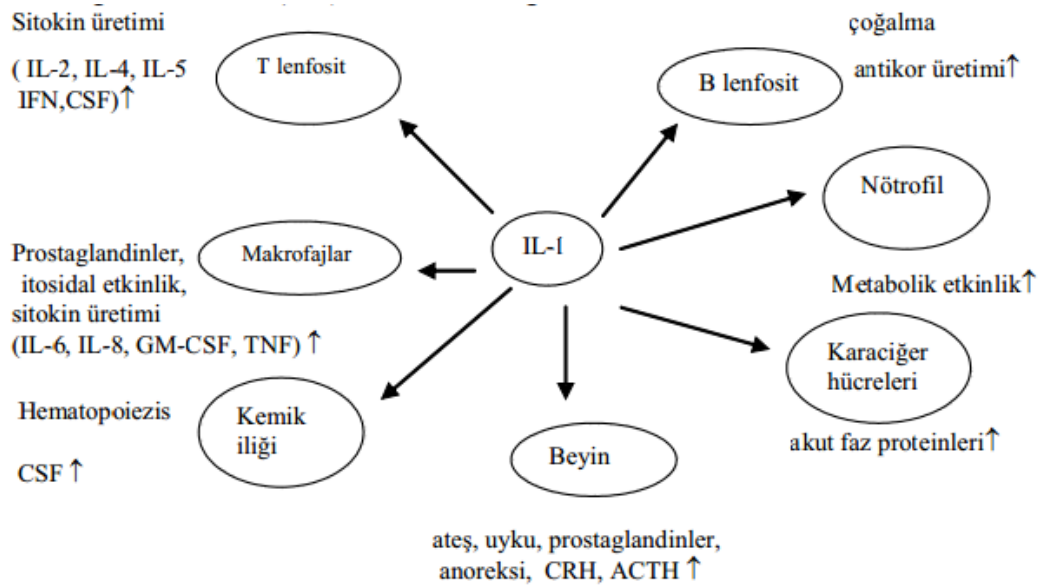 Sitokin üretimi
( IL-2, IL-4, IL-5
IFN,CSF)↑
T lenfosit
çoğalma
B lenfosit
antikor üretimi↑
Nötrofil
Metabolik etkinlik↑
IL-1
Makrofajlar
Prostaglandinler,
itosidal etkinlik,
sitokin üretimi
(IL-6, IL-8, GM-CSF, TNF) ↑
Karaciğer
hücreleri
akut faz proteinleri↑
Hematopoiezis
CSF ↑
Kemik
iliği
Beyin
ateş, uyku, prostaglandinler,
anoreksi, CRH, ACTH ↑